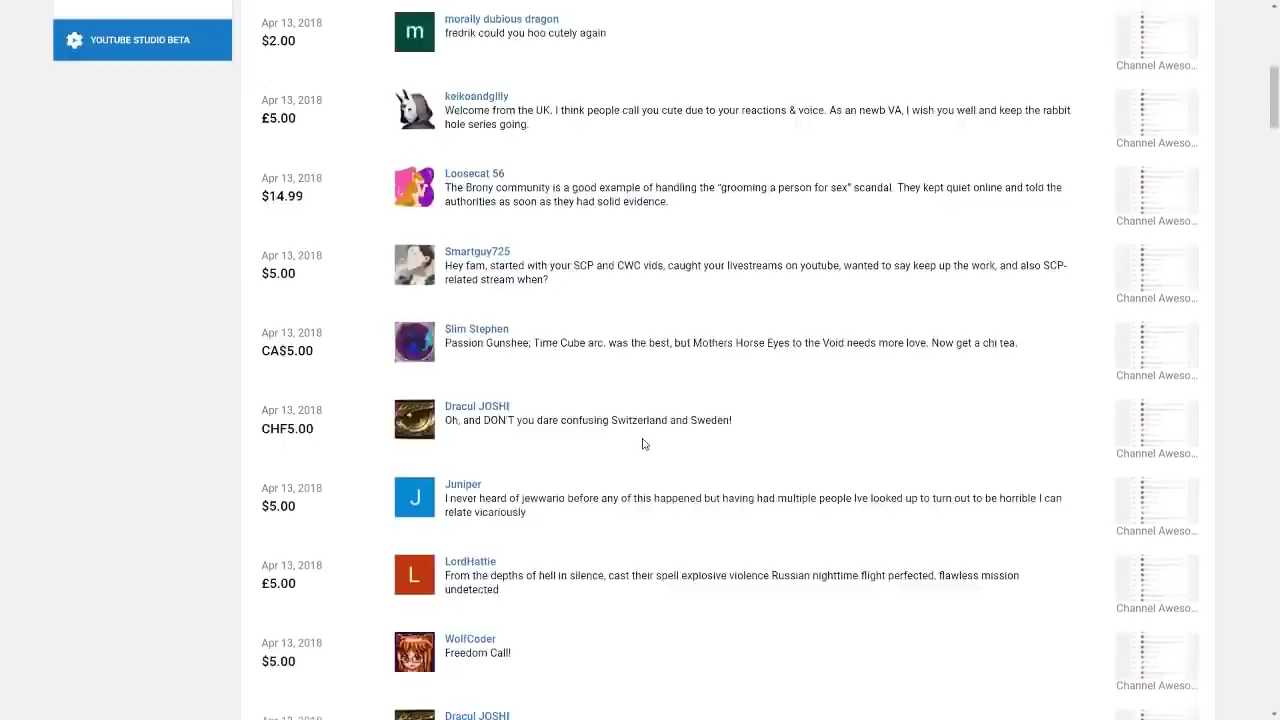 YOUTUBE STUDIO BETA
Apr 13, 2018
$2.00
m
morally dubious dragon
fredrik could you hoo cutely again
Channel Aweso...
Apr 13, 2018
£5.00
keikoandgilly
Welcome from the UK. I think people call you cute due to your reactions & voice. As an newb VA, I wish you well and keep the rabbit
hole series going.
Channel Aweso...
Apr 13, 2018
$14.99
Loosecat 56
The Brony community is a good example of handling the "grooming a person for sex" scandal. They kept quiet online and told the
authorities as soon as they had solid evidence.
Channel Aweso...
Apr 13, 2018
$5.00
Smartguy725
Hey fam, started with your SCP and CWC vids, caught your livestreams on youtube, wanted to say keep up the work, and also SCP-
related stream when?
Channel Aweso...
Apr 13, 2018
CA$5.00
Slim Stephen
Passion Gunshee; Time Cube arc. was the best, but Mothers Horse Eyes to the Void needs more love. Now get a chi tea.
Channel Aweso...
Apr 13, 2018
CHF5.00
Dracul JOSHI
Oh, and DON'T you dare confusing Switzerland and Sweden!
Channel Aweso...
Apr 13, 2018
$5.00
J
Juniper
I never heard of jewwario before any of this happened but having had multiple people Ive looked up to turn out to be horrible I can
relate vicariously
Channel Aweso...
Apr 13, 2018
£5.00
L
LordHattie
From the depths of hell in silence, cast their spell explosive violence Russian nighttime flight perfected, flawless mission
undetected
Channel Aweso...
Apr 13, 2018
$5.00
WolfCoder
Freedom Call!
Channel Aweso...
Apr 13, 2018
Dracul JOSHI